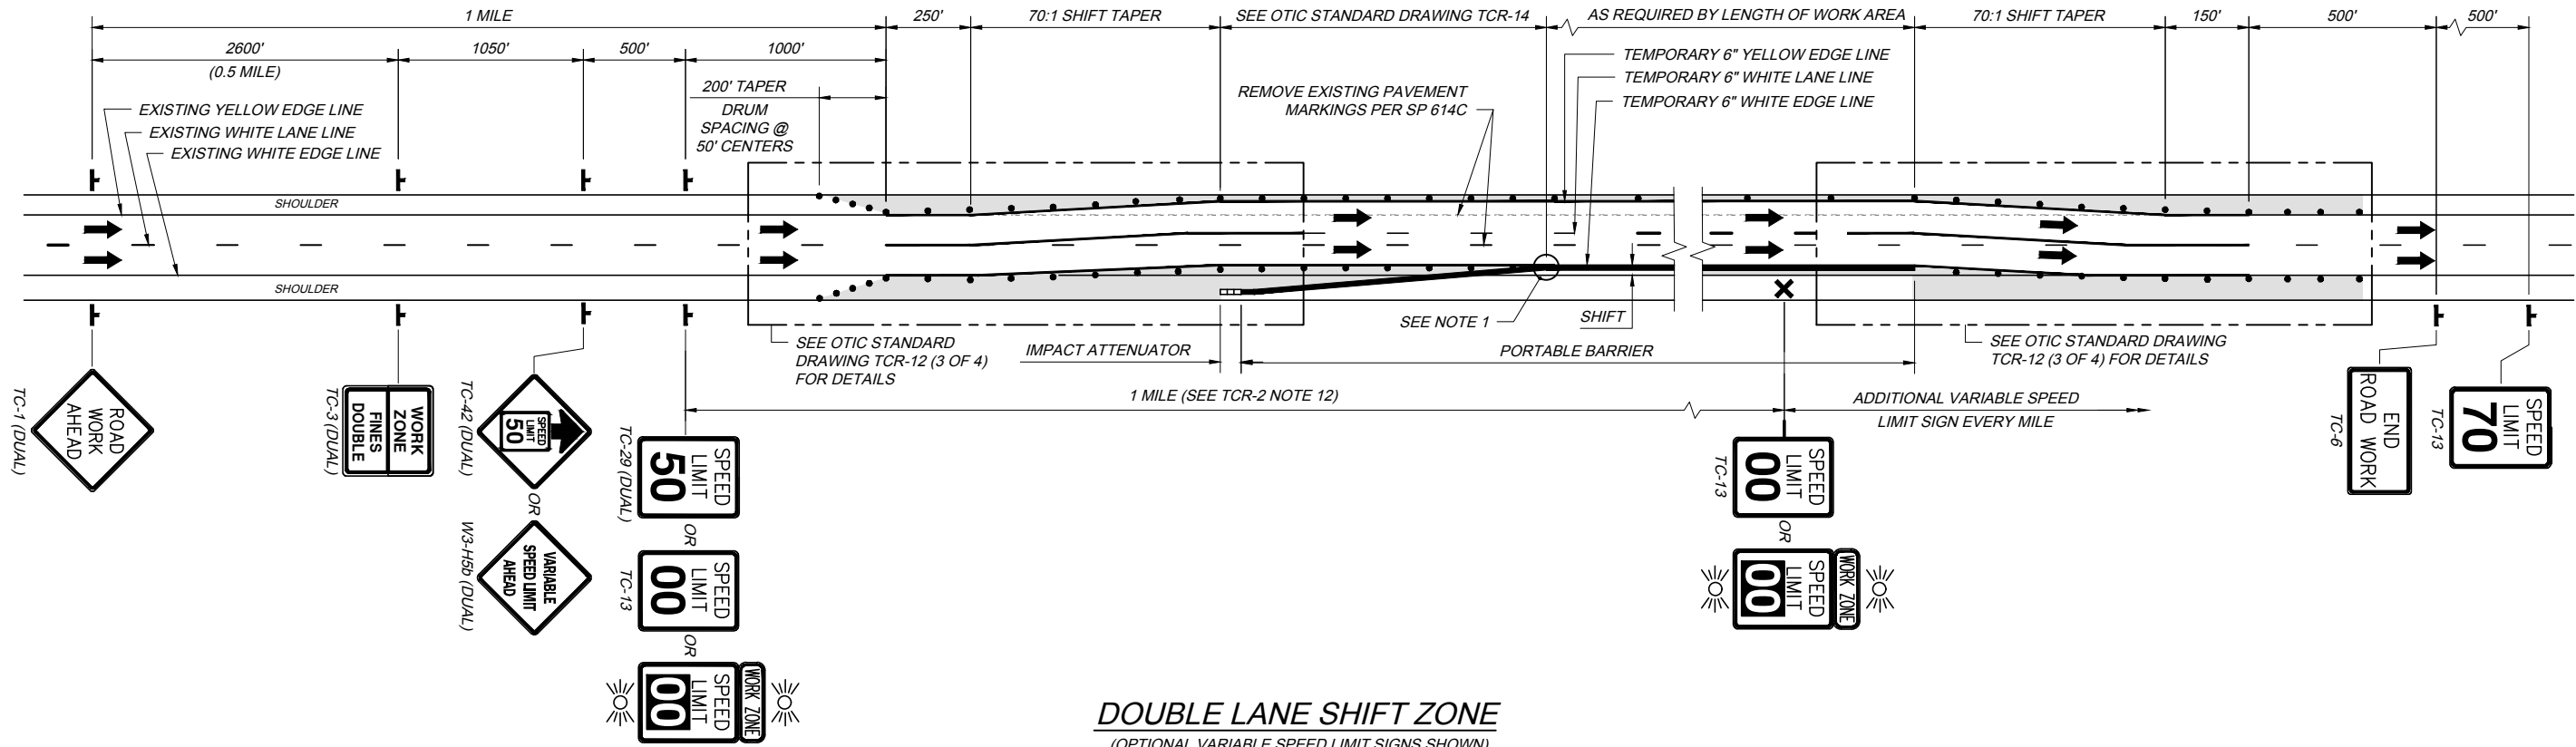 1 MILE
250'
70:1 SHIFT TAPER
SEE OTIC STANDARD DRAWING TCR-14
AS REQUIRED BY LENGTH OF WORK AREA
70:1 SHIFT TAPER
150'
500'
500'
2600'
(0.5 MILE)
1050'
500'
1000'
200' TAPER
DRUM
SPACING @
50' CENTERS
EXISTING YELLOW EDGE LINE
EXISTING WHITE LANE LINE
EXISTING WHITE EDGE LINE
REMOVE EXISTING PAVEMENT
MARKINGS PER SP 614C
TEMPORARY 6" YELLOW EDGE LINE
TEMPORARY 6" WHITE LANE LINE
TEMPORARY 6" WHITE EDGE LINE
SHOULDER
SHOULDER
SEE OTIC STANDARD
DRAWING TCR-12 (3 OF 4)
FOR DETAILS
IMPACT ATTENUATOR
SEE NOTE 1
SHIFT
PORTABLE BARRIER
SEE OTIC STANDARD DRAWING
TCR-12 (3 OF 4) FOR DETAILS
1 MILE (SEE TCR-2 NOTE 12)
ADDITIONAL VARIABLE SPEED
LIMIT SIGN EVERY MILE
ROAD
WORK
AHEAD
TC-1 (DUAL)
WORK
ZONE
FINES
DOUBLE
TC-3 (DUAL)
SPEED
LIMIT
50
TC-42 (DUAL)
OR
VARIABLE
SPEED LIMIT
AHEAD
W3-H5b (DUAL)
SPEED
LIMIT
50
TC-29 (DUAL)
OR
SPEED
LIMIT
00
TC-13
OR
WORK ZONE
SPEED
LIMIT
00
SPEED
LIMIT
00
TC-13
OR
WORK ZONE
SPEED
LIMIT
00
END
ROAD WORK
TC-6
SPEED
LIMIT
70
TC-13
DOUBLE LANE SHIFT ZONE
(OPTIONAL VARIABLE SPEED LIMIT SIGNS SHOWN)